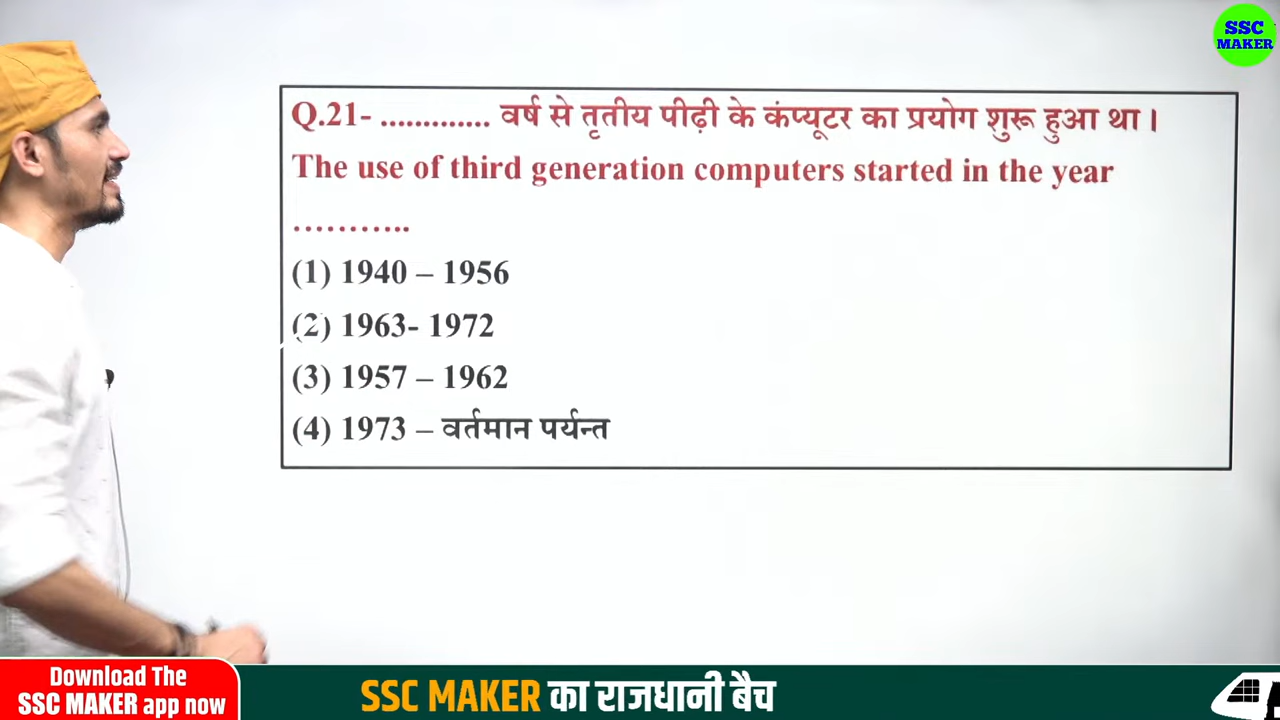 SSC
MAKER
Q.21- ............. वर्ष से तृतीय पीढ़ी के कंप्यूटर का प्रयोग शुरू हुआ था।
The use of third generation computers started in the year
...........
(1) 1940 – 1956
(2) 1963- 1972
(3) 1957 – 1962
(4) 1973 – वर्तमान पर्यन्त
Download The
SSC MAKER app now
SSC MAKER का राजधानी बैच